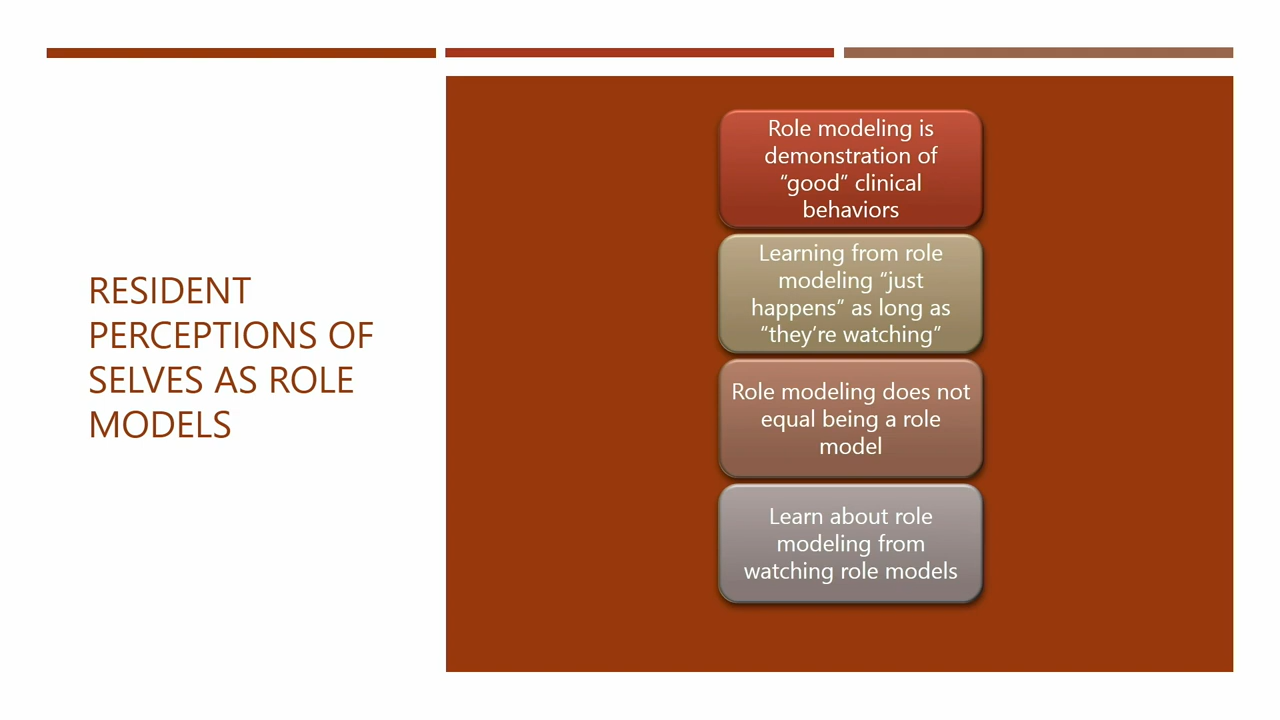 RESIDENT
PERCEPTIONS OF
SELVES AS ROLE
MODELS
Role modeling is
demonstration of
“good” clinical
behaviors
Learning from role
modeling “just
happens” as long as
“they’re watching”
Role modeling does not
equal being a role
model
Learn about role
modeling from
watching role models